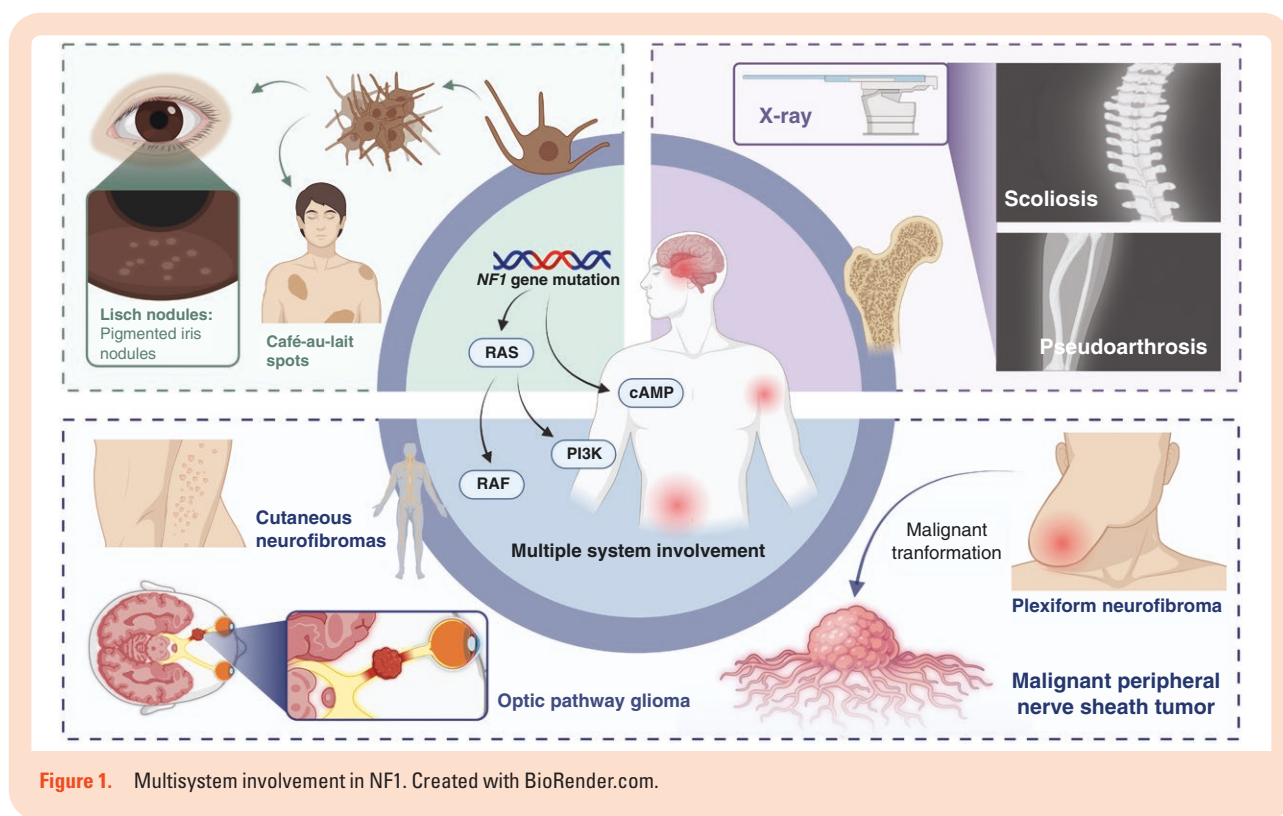 Lisch nodules:
Pigmented iris
nodules
Café-au-lait
spots
NF1 gene mutation
RAS
cAMP
PI3K
RAF
Multiple system involvement
X-ray
Scoliosis
Pseudoarthrosis
Cutaneous
neurofibromas
Optic pathway glioma
Malignant
tranformation
Plexiform neurofibroma
Malignant peripheral
nerve sheath tumor
Figure 1. Multisystem involvement in NF1. Created with BioRender.com.